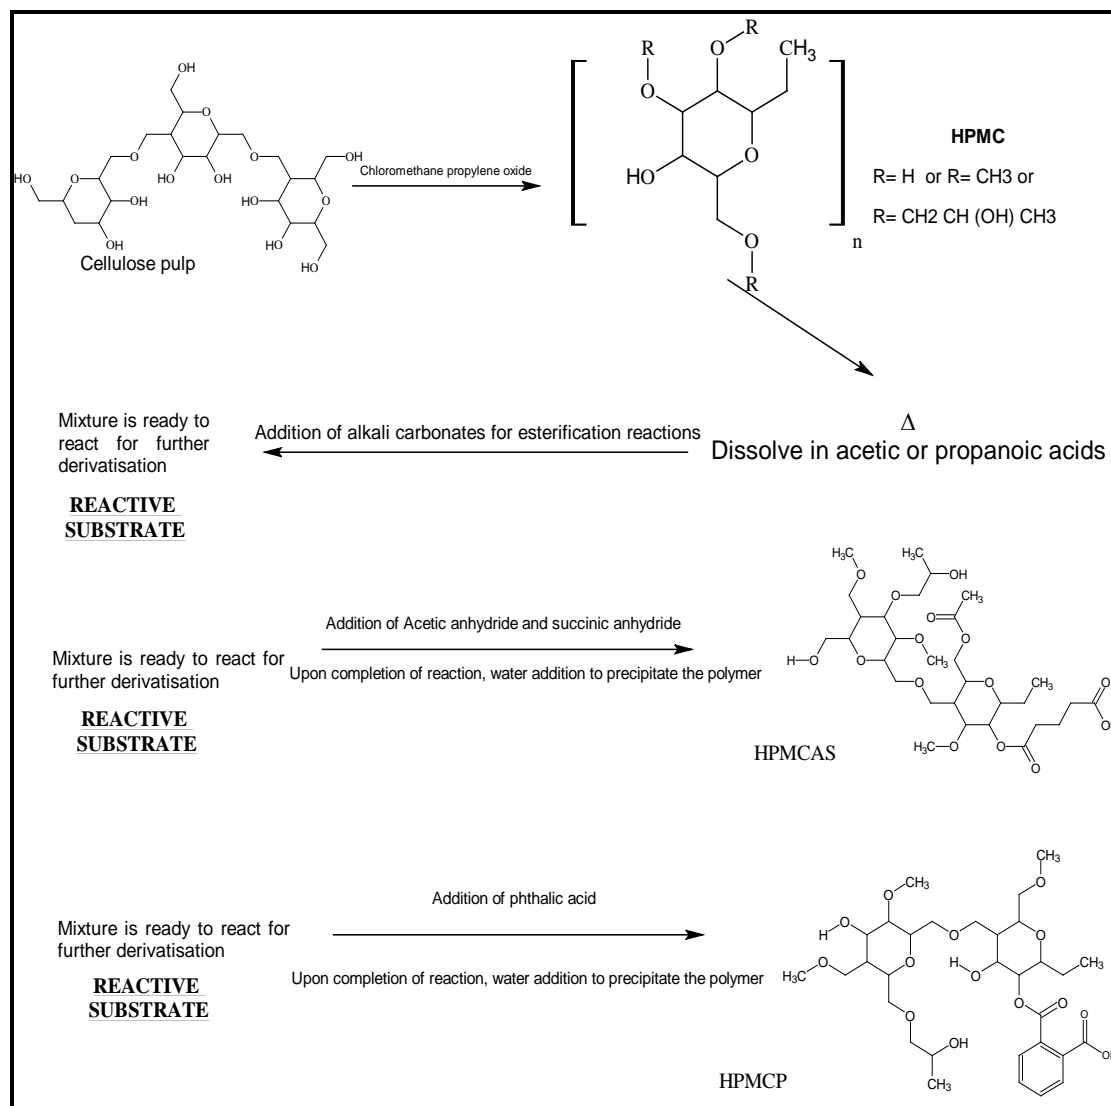 OH
HO
O
O
HO
O
O
OH
HO
O
OH
OH
OH
O
HO
OH
O
HO
HO
Cellulose pulp
Chloromethane propylene oxide
R
R
O
CH3
O
O
HO
O
R
n
HPMC
R= H or R= CH3 or
R= CH2 CH (OH) CH3
Δ
Dissolve in acetic or propanoic acids
Addition of alkali carbonates for esterification reactions
Mixture is ready to
react for further
derivatisation
REACTIVE
SUBSTRATE
Mixture is ready to react for
further derivatisation
REACTIVE
SUBSTRATE
Addition of Acetic anhydride and succinic anhydride
Upon completion of reaction, water addition to precipitate the polymer
H3C
O
H3C
OH
O
CH3
O
O
O
CH3
H
O
O
O
O
CH3
O
H3C
O
O
O
O
HPMCAS
Mixture is ready to react for
further derivatisation
REACTIVE
SUBSTRATE
Addition of phthalic acid
Upon completion of reaction, water addition to precipitate the polymer
CH3
O
CH3
O
O
H
O
O
O
H
O
H3C
O
CH3
O
O
O
O
OH
CH3
O
HPMCP